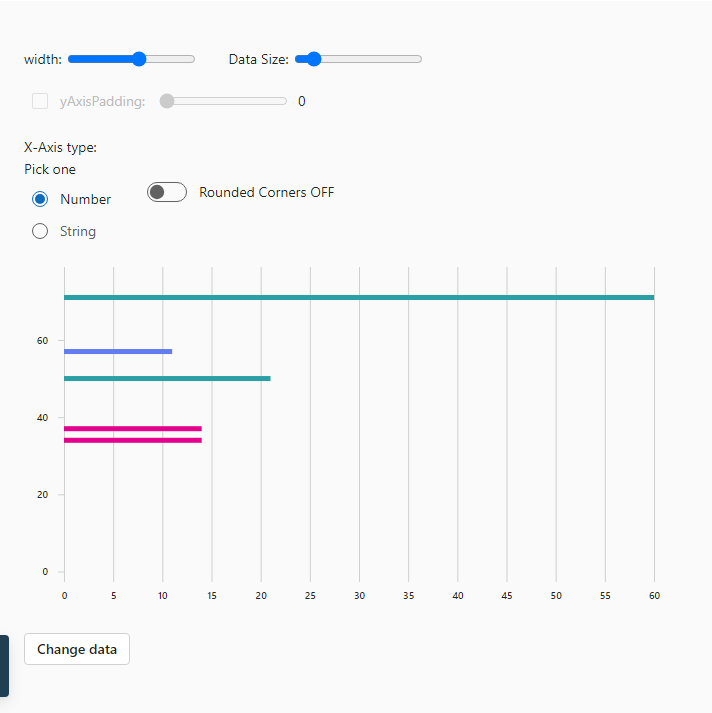 width: Data Size:
yAxisPadding: 0
X-Axis type:
Pick one
Number Rounded Corners OFF
String
60
40
20
0
0 5 10 15 20 25 30 35 40 45 50 55 60
Change data